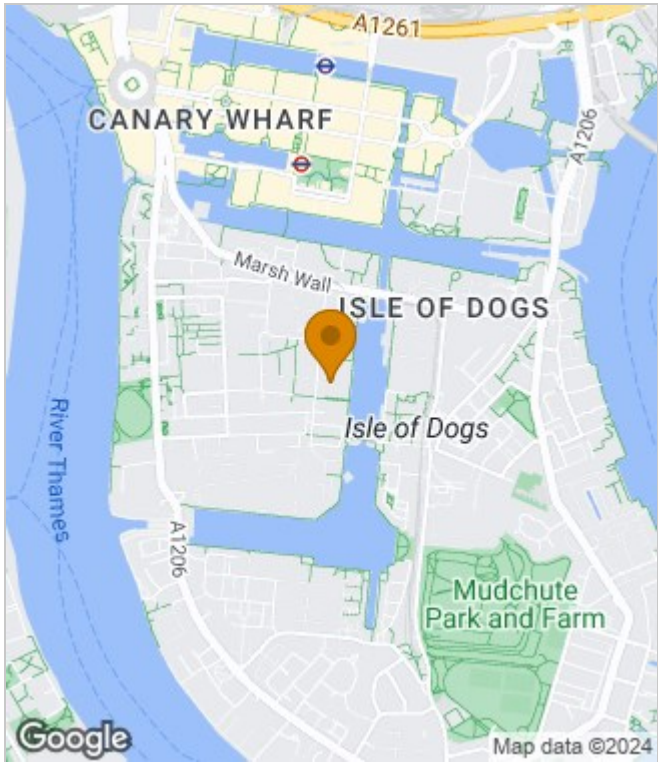 A1261
CANARY WHARF
A1206
Marsh Wall
ISLE OF DOGS
Isle of Dogs
River Thames
A1206
Mudchute
Park and Farm
Google
Map data ©2024